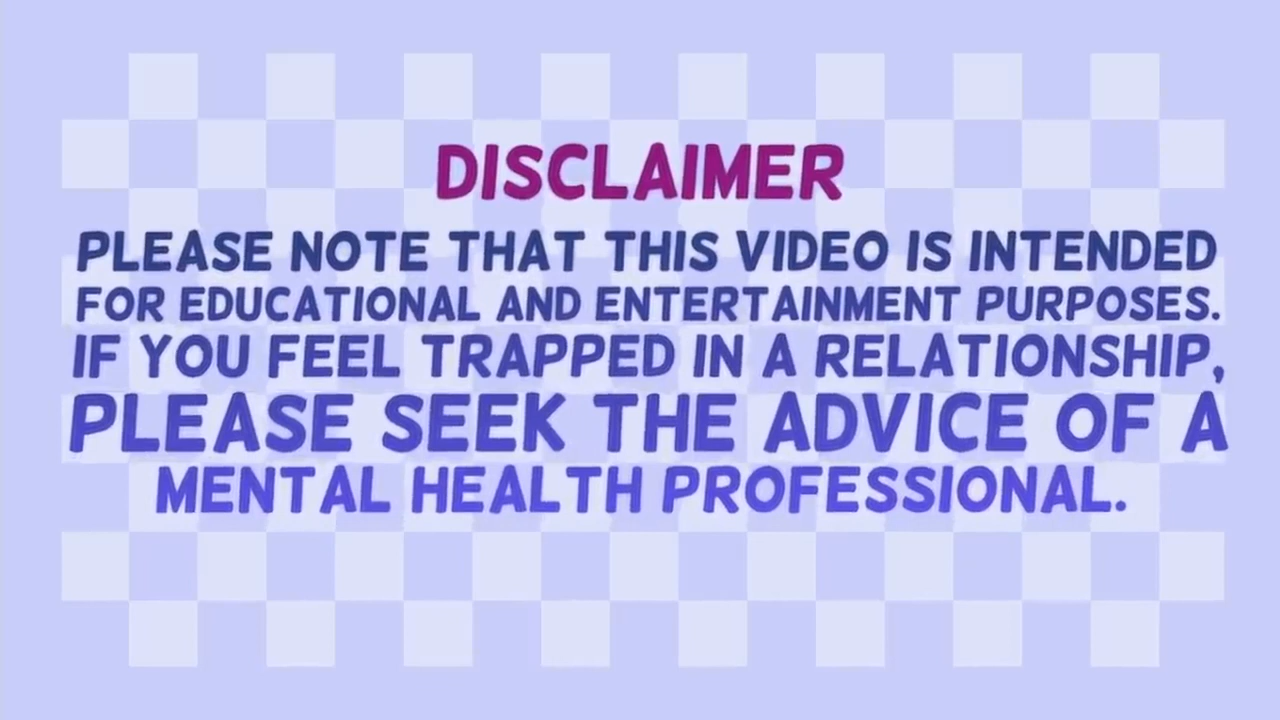 DISCLAIMER
PLEASE NOTE THAT THIS VIDEO IS INTENDED
FOR EDUCATIONAL AND ENTERTAINMENT PURPOSES.
IF YOU FEEL TRAPPED IN A RELATIONSHIP,
PLEASE SEEK THE ADVICE OF A
MENTAL HEALTH PROFESSIONAL.